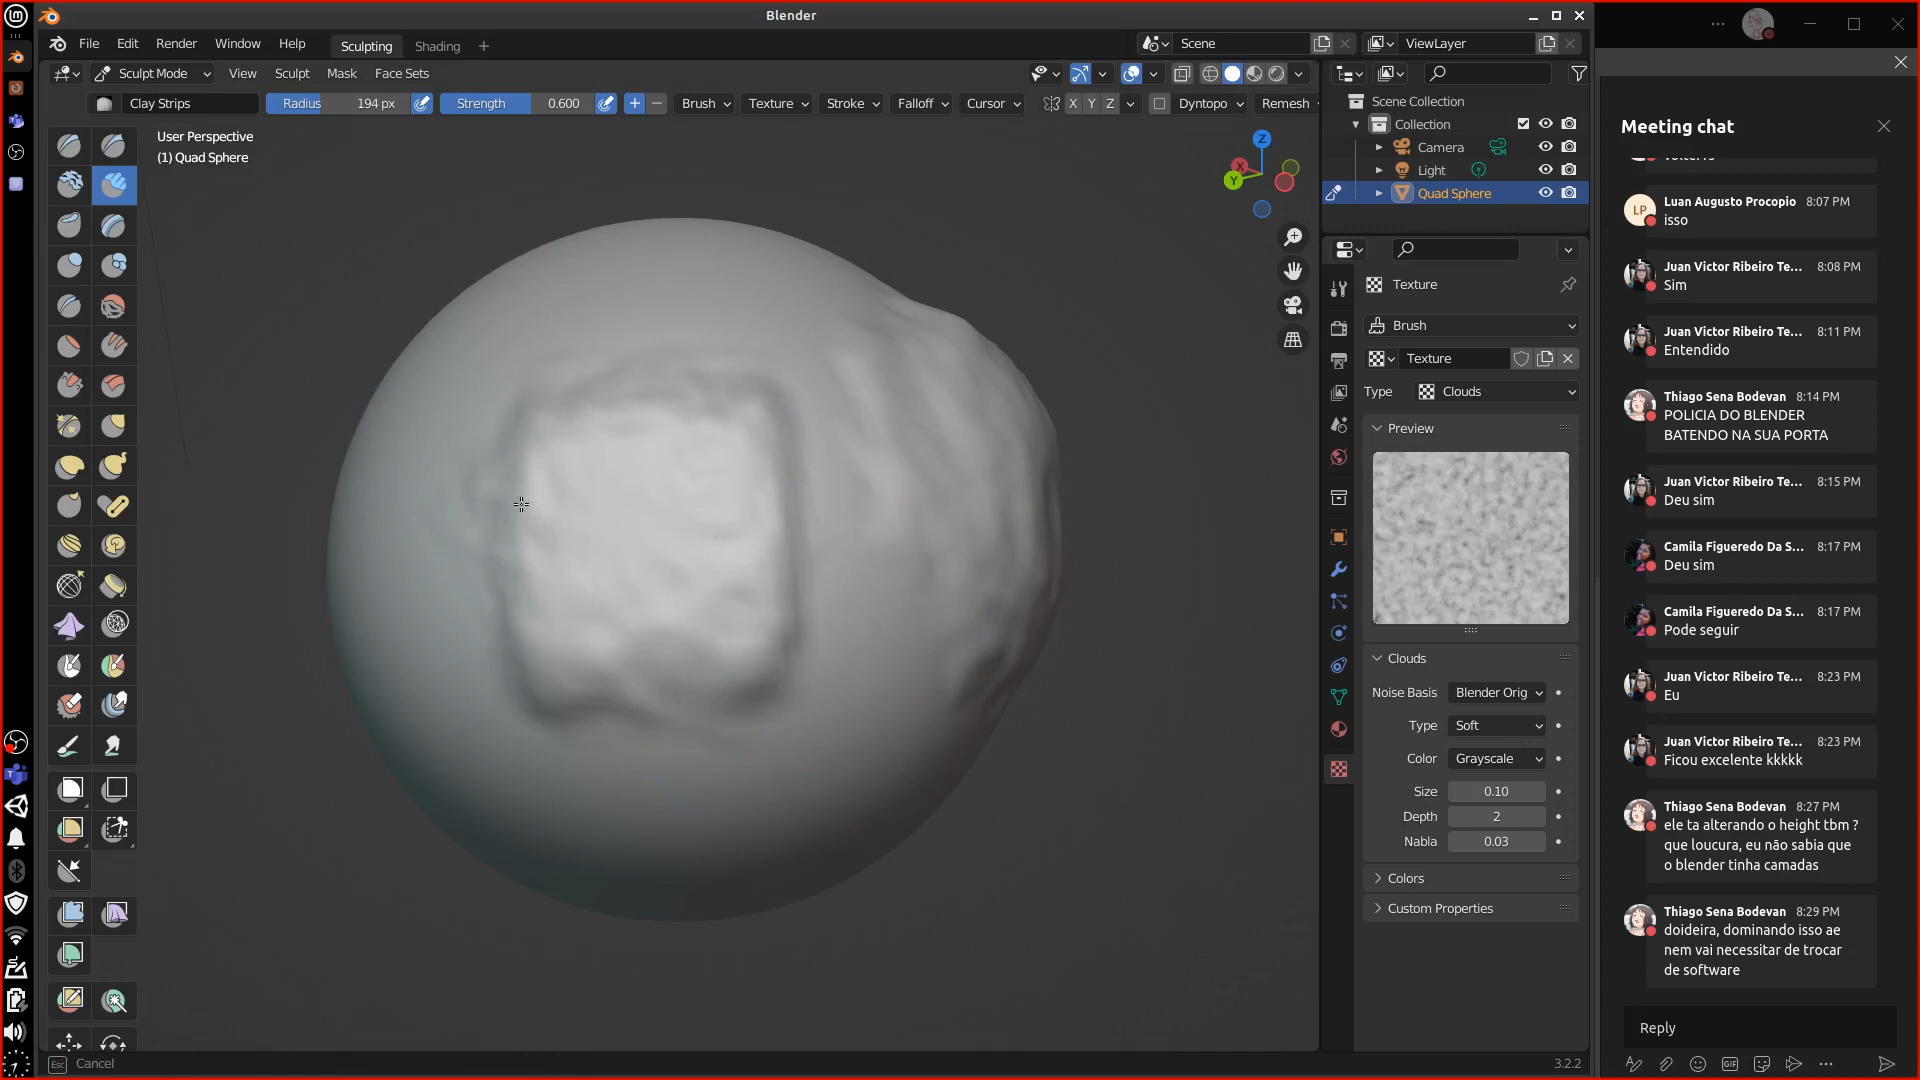 Blender
File Edit Render Window Help Sculpting Shading + Scene ViewLayer
Sculpt Mode View Sculpt Mask Face Sets
Clay Strips Radius 194 px Strength 0.600 + − Brush Texture Stroke Falloff Cursor X Y Z Dyntopo Remesh
User Perspective
(1) Quad Sphere
Z
X
Y
Scene Collection
Collection
Camera
Light
Quad Sphere
Texture
Brush
Texture
Type Clouds
Preview
Clouds
Noise Basis Blender Orig
Type Soft
Color Grayscale
Size 0.10
Depth 2
Nabla 0.03
Colors
Custom Properties
Esc Cancel
3.2.2
Meeting chat
Luan Augusto Procopio 8:07 PM
LP
isso
Juan Victor Ribeiro Te... 8:08 PM
Sim
Juan Victor Ribeiro Te... 8:11 PM
Entendido
Thiago Sena Bodevan 8:14 PM
POLICIA DO BLENDER
BATENDO NA SUA PORTA
Juan Victor Ribeiro Te... 8:15 PM
Deu sim
Camila Figueredo Da S... 8:17 PM
Deu sim
Camila Figueredo Da S... 8:17 PM
Pode seguir
Juan Victor Ribeiro Te... 8:23 PM
Eu
Juan Victor Ribeiro Te... 8:23 PM
Ficou excelente kkkkk
Thiago Sena Bodevan 8:27 PM
ele ta alterando o height tbm ?
que loucura, eu não sabia que
o blender tinha camadas
Thiago Sena Bodevan 8:29 PM
doideira, dominando isso ae
nem vai necessitar de trocar
de software
Reply
GIF